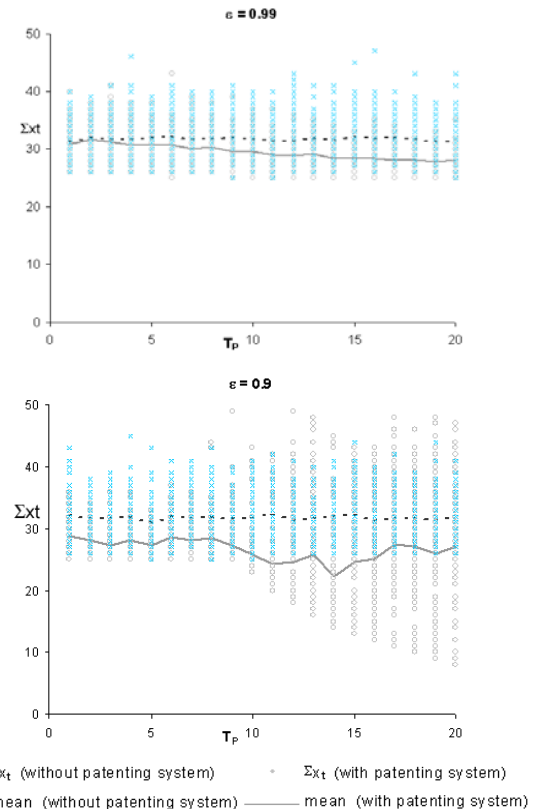 ε = 0.99
50
40
Σxt
30
20
10
0
0 5 10 15 20
Tp
ε = 0.9
50
40
Σxt
30
20
10
0
0 5 10 15 20
Tp
xt (without patenting system) Σxt (with patenting system)
mean (without patenting system) mean (with patenting system)